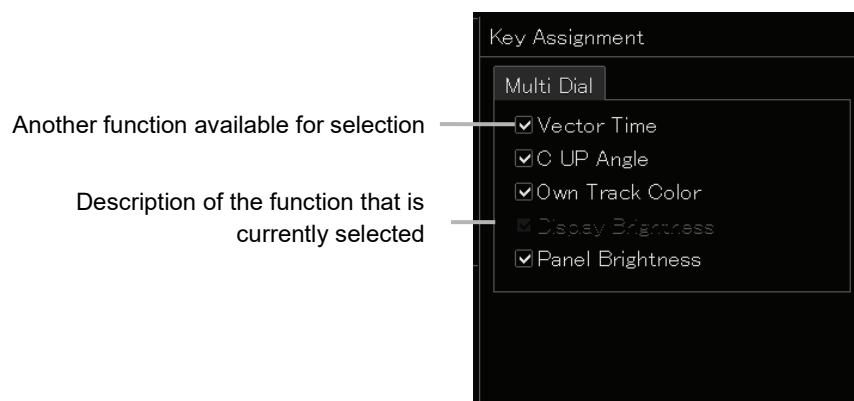 Key Assignment
Multi Dial
Another function available for selection
Vector Time
C UP Angle
Own Track Color
Description of the function that is
currently selected
Display Brightness
Panel Brightness